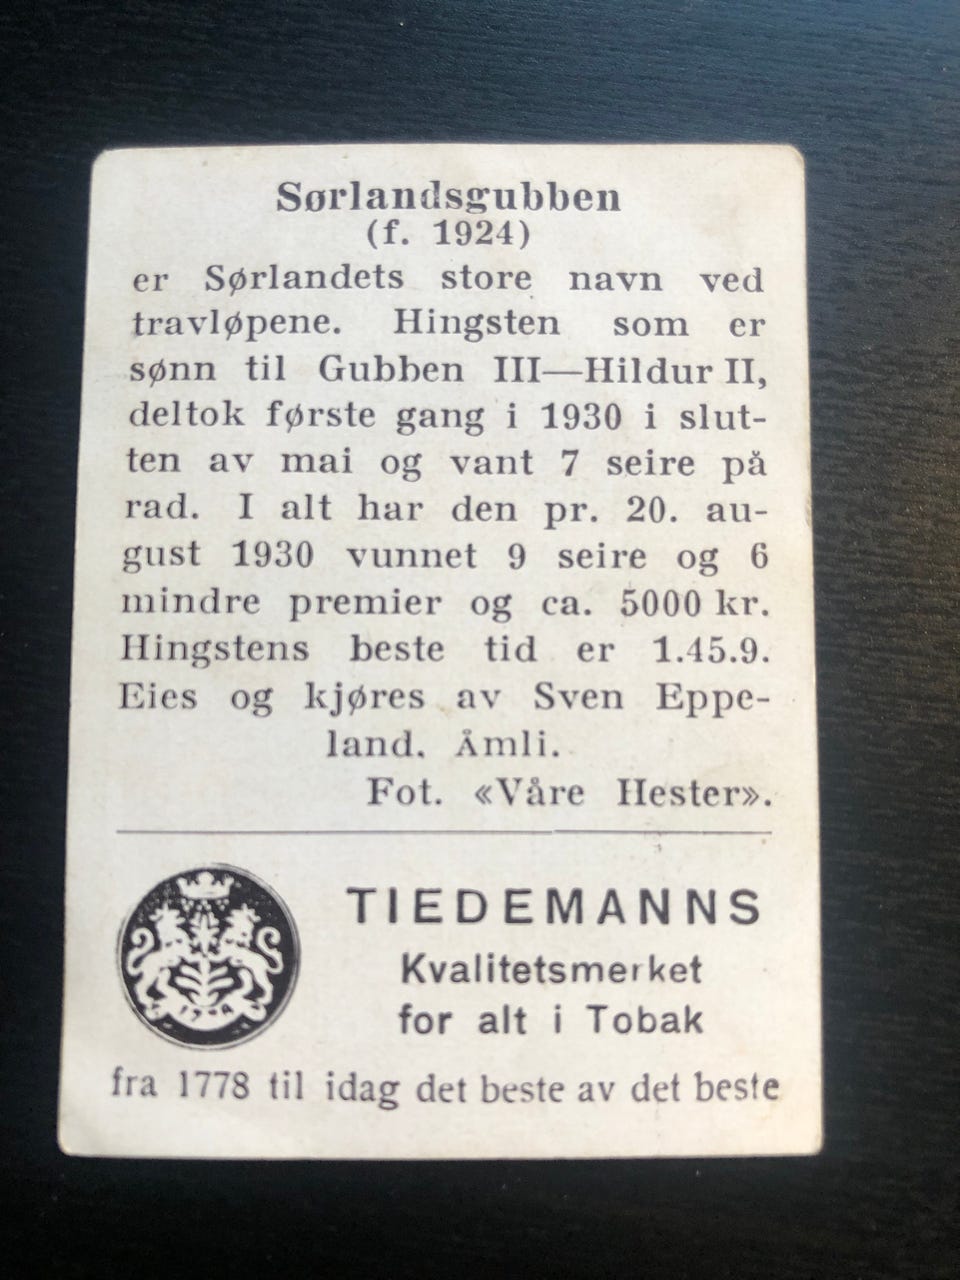 Sørlandsgubben
(f. 1924)
er Sørlandets store navn ved
travløpene. Hingsten som er
sønn til Gubben III—Hildur II,
deltok første gang i 1930 i slut-
ten av mai og vant 7 seire på
rad. I alt har den pr. 20. au-
gust 1930 vunnet 9 seire og 6
mindre premier og ca. 5000 kr.
Hingstens beste tid er 1.45.9.
Eies og kjøres av Sven Eppe-
land. Åmli.
Fot. «Våre Hester».
TIEDEMANNS
Kvalitetsmerket
for alt i Tobak
fra 1778 til idag det beste av det beste